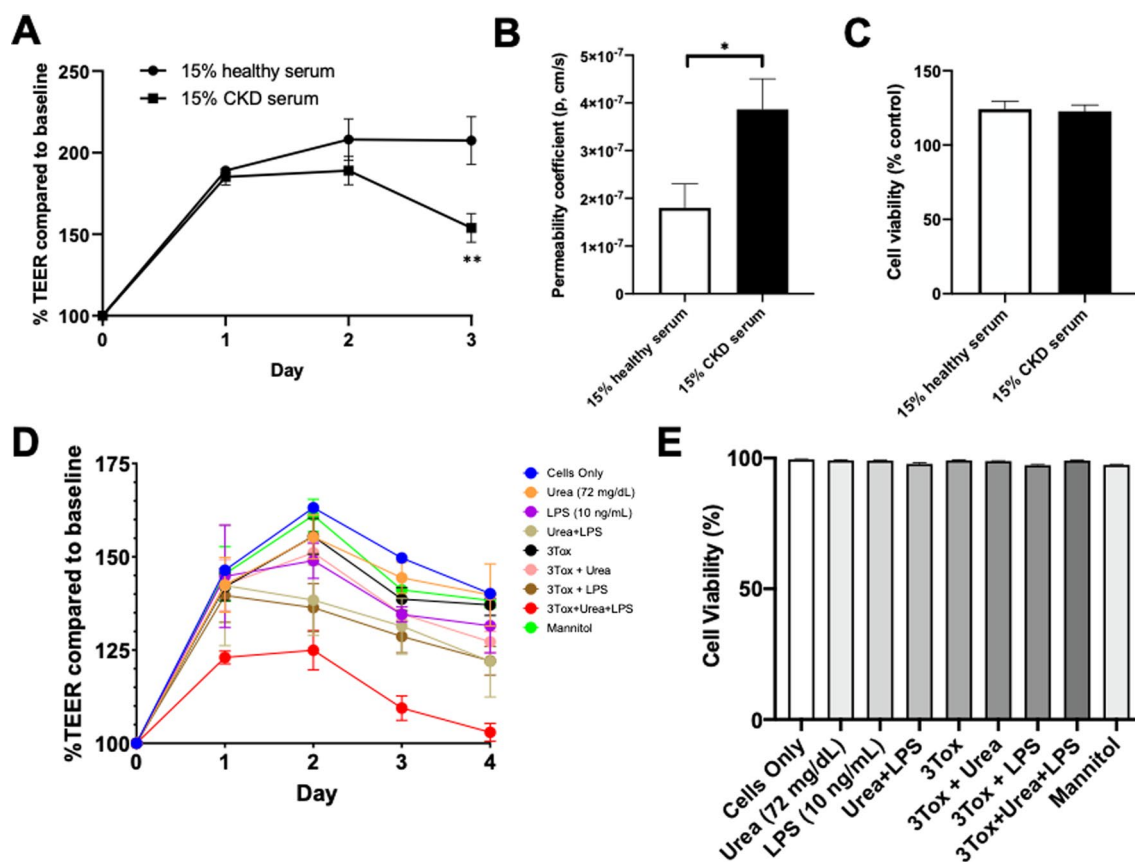 A
250
200
150
100
% TEER compared to baseline
15% healthy serum
15% CKD serum
**
0 1 2 3
Day
B
5×10-7
4×10-7
3×10-7
2×10-7
1×10-7
0
Permeability coefficient (p, cm/s)
*
15% healthy serum
15% CKD serum
C
150
100
50
0
Cell viability (% control)
15% healthy serum
15% CKD serum
D
175
150
125
100
%TEER compared to baseline
0 1 2 3 4
Day
Cells Only
Urea (72 mg/dL)
LPS (10 ng/mL)
Urea+LPS
3Tox
3Tox + Urea
3Tox + LPS
3Tox+Urea+LPS
Mannitol
E
100
50
0
Cell Viability (%)
Cells Only
Urea (72 mg/dL)
LPS (10 ng/mL)
Urea+LPS
3Tox
3Tox + Urea
3Tox + LPS
3Tox+Urea+LPS
Mannitol